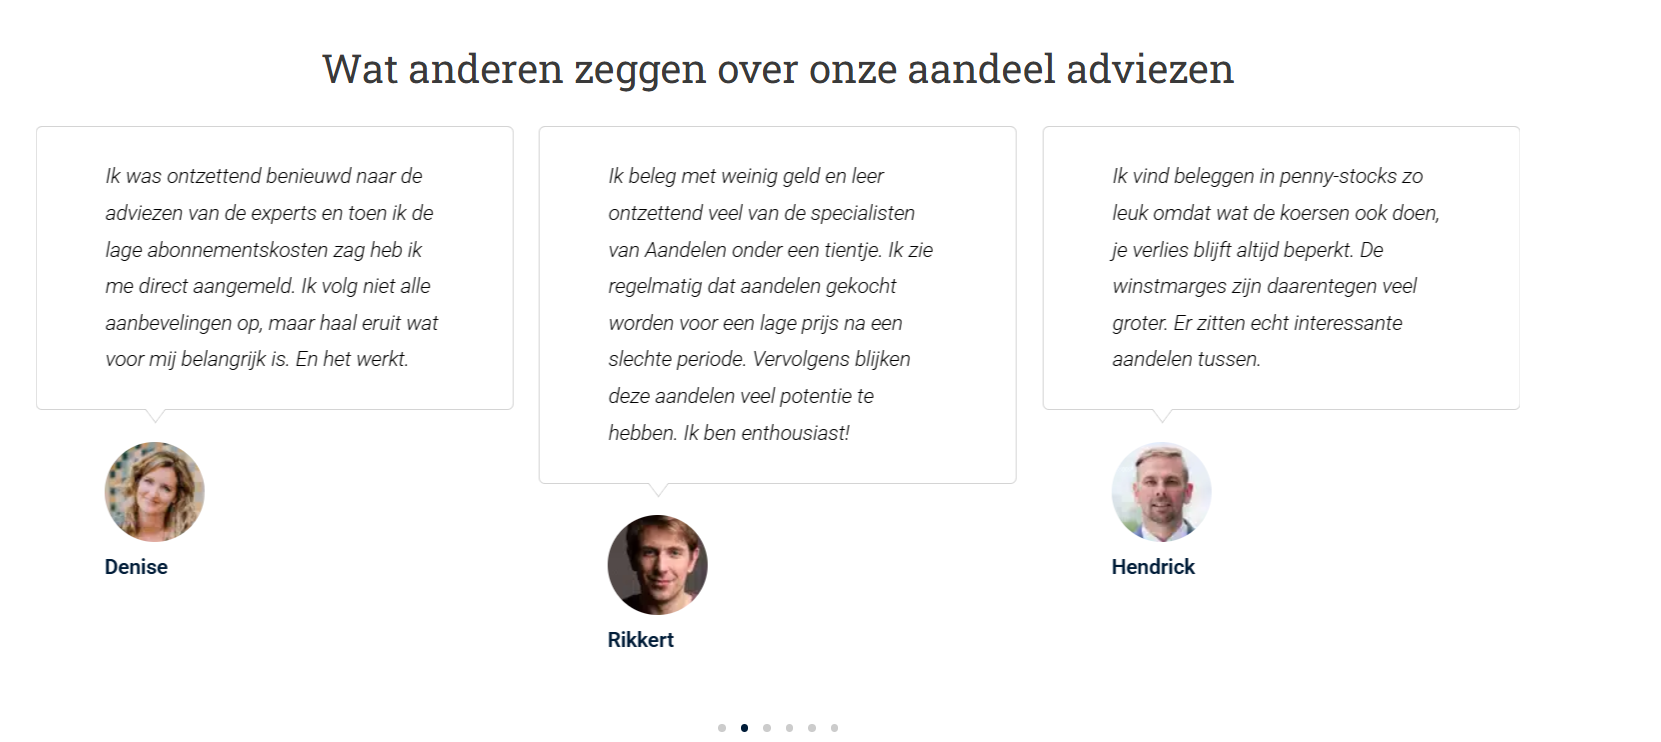 Wat anderen zeggen over onze aandeel adviezen
Ik was ontzettend benieuwd naar de
adviezen van de experts en toen ik de
lage abonnementskosten zag heb ik
me direct aangemeld. Ik volg niet alle
aanbevelingen op, maar haal eruit wat
voor mij belangrijk is. En het werkt.
Denise
Ik beleg met weinig geld en leer
ontzettend veel van de specialisten
van Aandelen onder een tientje. Ik zie
regelmatig dat aandelen gekocht
worden voor een lage prijs na een
slechte periode. Vervolgens blijken
deze aandelen veel potentie te
hebben. Ik ben enthousiast!
Rikkert
Ik vind beleggen in penny-stocks zo
leuk omdat wat de koersen ook doen,
je verlies blijft altijd beperkt. De
winstmarges zijn daarentegen veel
groter. Er zitten echt interessante
aandelen tussen.
Hendrick